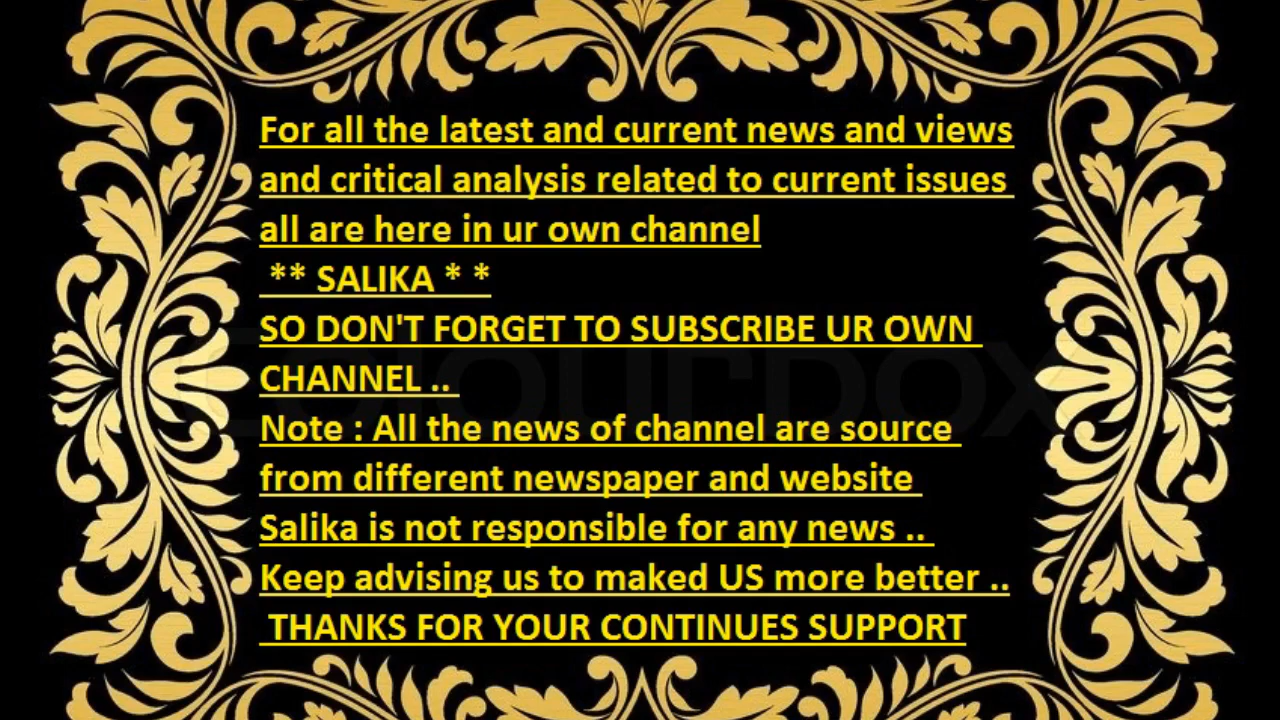 For all the latest and current news and views
and critical analysis related to current issues
all are here in ur own channel
** SALIKA * *
SO DON'T FORGET TO SUBSCRIBE UR OWN
CHANNEL ..
Note : All the news of channel are source
from different newspaper and website
Salika is not responsible for any news ..
Keep advising us to maked US more better ..
THANKS FOR YOUR CONTINUES SUPPORT